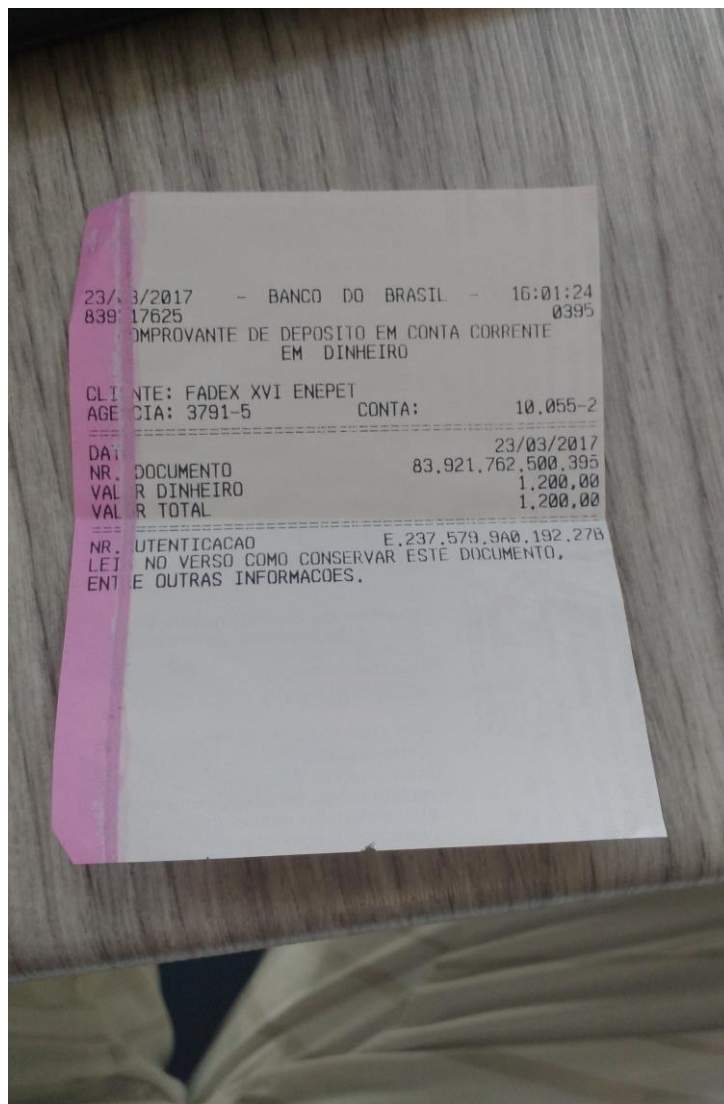 23/ 3/2017 - BANCO DO BRASIL - 16:01:24
839 17625 0395
OMPROVANTE DE DEPOSITO EM CONTA CORRENTE
EM DINHEIRO
CLI NTE: FADEX XVI ENEPET
AGE CIA: 3791-5 CONTA: 10.055-2
================================================
DAT 23/03/2017
NR. DOCUMENTO 83.921.762.500.395
VAL R DINHEIRO 1.200,00
VAL R TOTAL 1.200,00
================================================
NR. UTENTICACAO E.237.579.9A0.192.27B
LEI NO VERSO COMO CONSERVAR ESTE DOCUMENTO,
ENT E OUTRAS INFORMACOES.